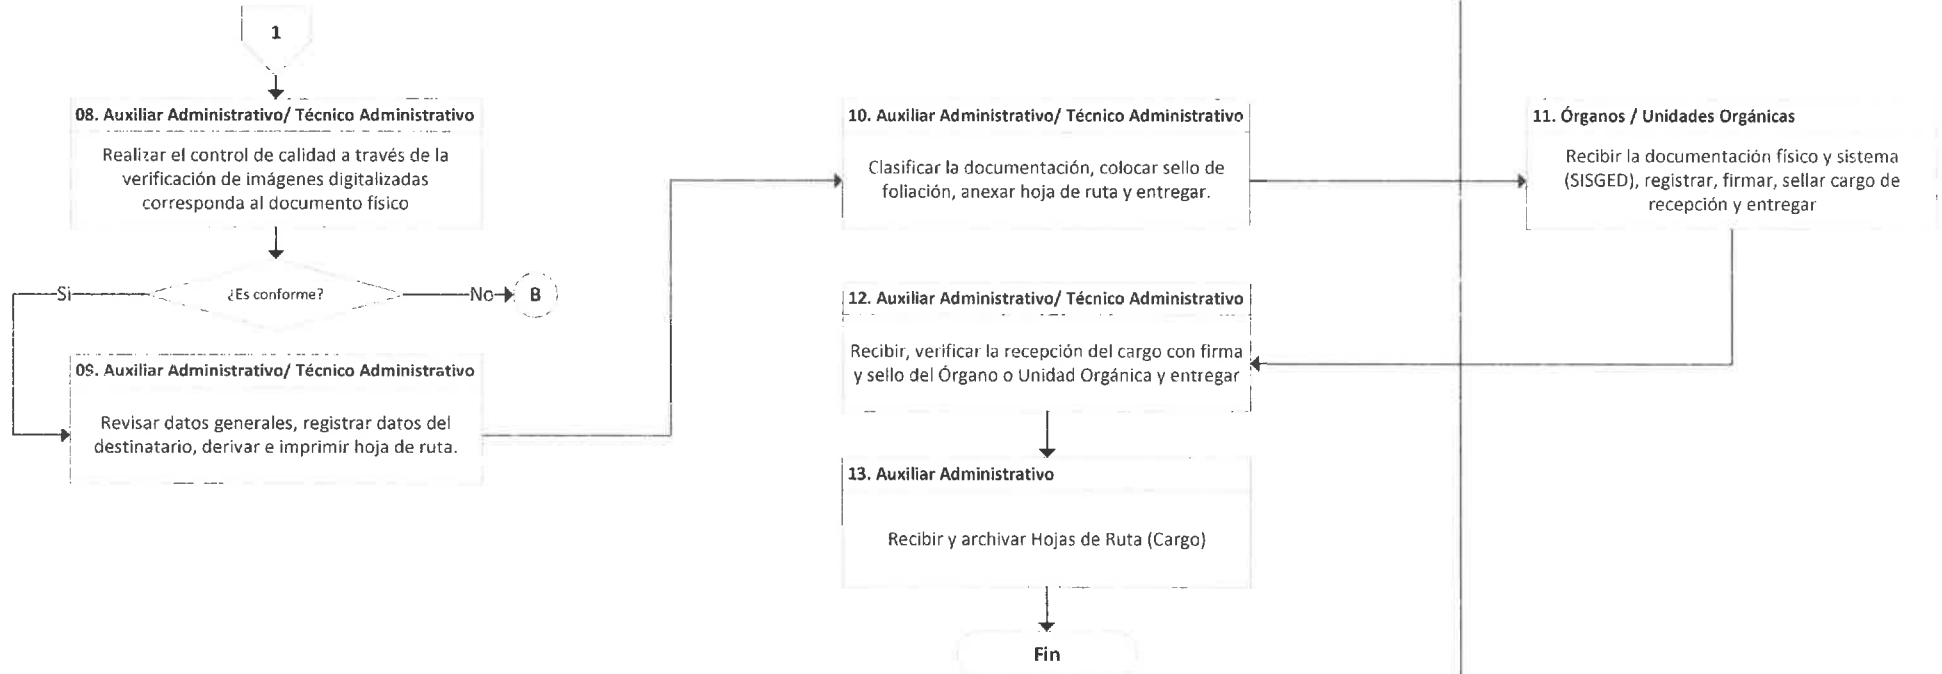 1
08. Auxiliar Administrativo/ Técnico Administrativo
Realizar el control de calidad a través de la
verificación de imágenes digitalizadas
corresponda al documento físico
¿Es conforme?
Si
No
B
09. Auxiliar Administrativo/ Técnico Administrativo
Revisar datos generales, registrar datos del
destinatario, derivar e imprimir hoja de ruta.
10. Auxiliar Administrativo/ Técnico Administrativo
Clasificar la documentación, colocar sello de
foliación, anexar hoja de ruta y entregar.
11. Órganos / Unidades Orgánicas
Recibir la documentación físico y sistema
(SISGED), registrar, firmar, sellar cargo de
recepción y entregar
12. Auxiliar Administrativo/ Técnico Administrativo
Recibir, verificar la recepción del cargo con firma
y sello del Órgano o Unidad Orgánica y entregar
13. Auxiliar Administrativo
Recibir y archivar Hojas de Ruta (Cargo)
Fin